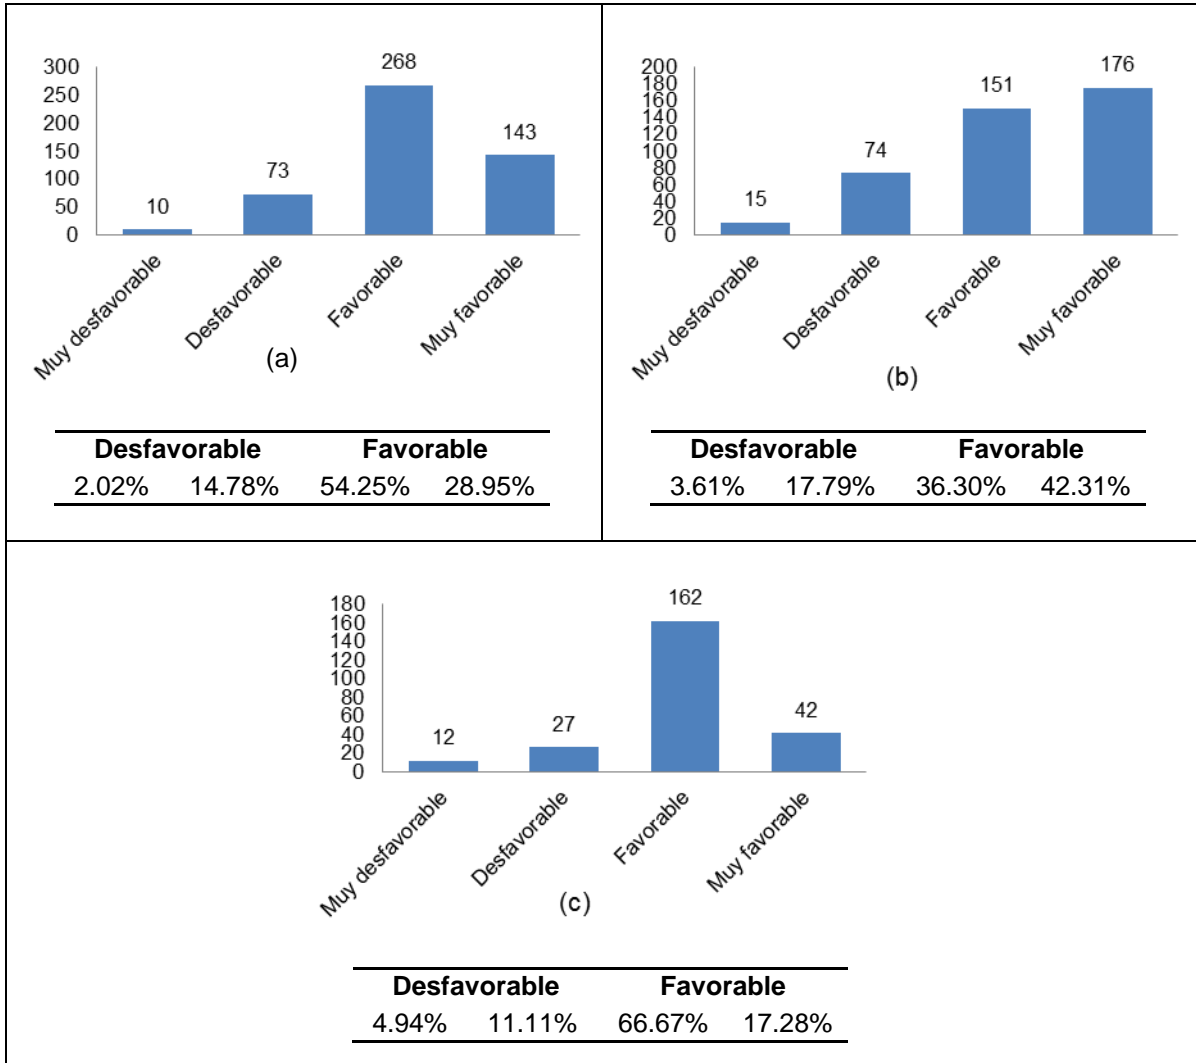 268
300
250
200
150
100
50
0
143
73
10
Muy desfavorable
Desfavorable
Favorable
Muy favorable
(a)
Desfavorable Favorable
2.02% 14.78% 54.25% 28.95%
176
200
180
160
140
120
100
80
60
40
20
0
151
74
15
Muy desfavorable
Desfavorable
Favorable
Muy favorable
(b)
Desfavorable Favorable
3.61% 17.79% 36.30% 42.31%
162
180
160
140
120
100
80
60
40
20
0
42
27
12
Muy desfavorable
Desfavorable
Favorable
Muy favorable
(c)
Desfavorable Favorable
4.94% 11.11% 66.67% 17.28%